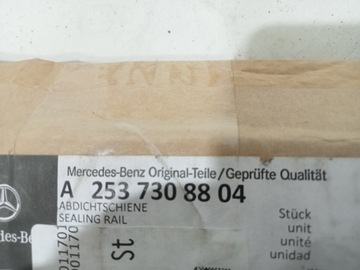 Mercedes-Benz Original-Teile/Geprüfte Qualität
A 253 730 88 04
ABDICHTSCHIENE
SEALING RAIL
Stück
unit
unité
unidad
St